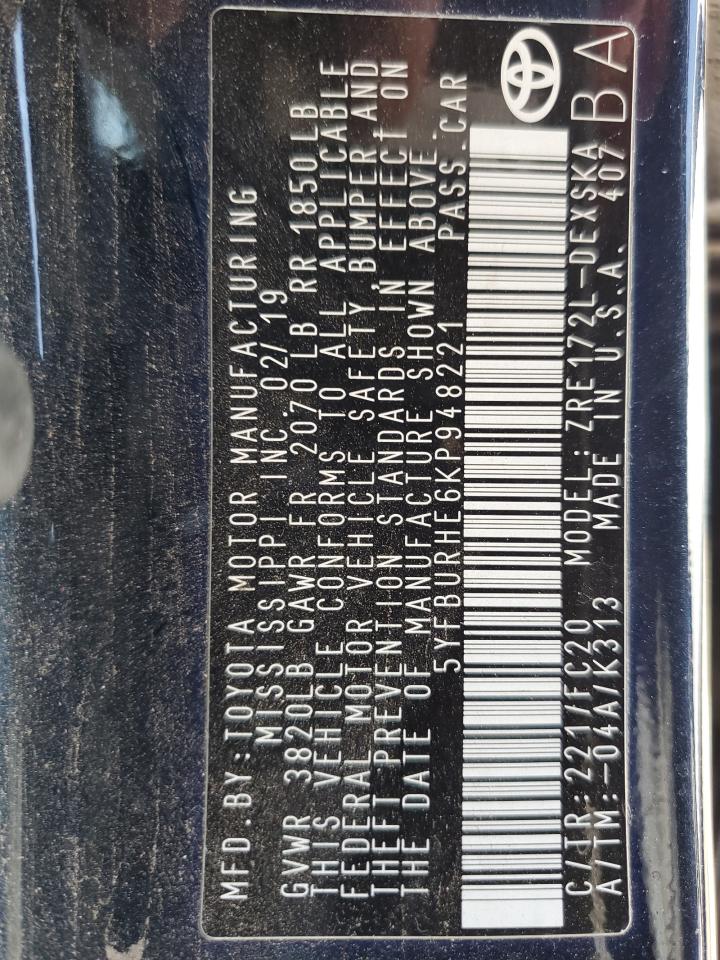 MFD.BY:TOYOTA MOTOR MANUFACTURING
MISSISSIPPI INC. 02/19
GVWR 3820LB GAWR FR 2070 LB RR 1850LB
THIS VEHICLE CONFORMS TO ALL APPLICABLE
FEDERAL MOTOR VEHICLE SAFETY, BUMPER AND
THEFT PREVENTION STANDARDS IN EFFECT ON
THE DATE OF MANUFACTURE SHOWN ABOVE.
5YFBURHE6KP948221 PASS.CAR
C/TR:221/FC20 MODEL:ZRE172L-DEXSKA
A/TM:-04A/K313 MADE IN U.S.A. 407
BA